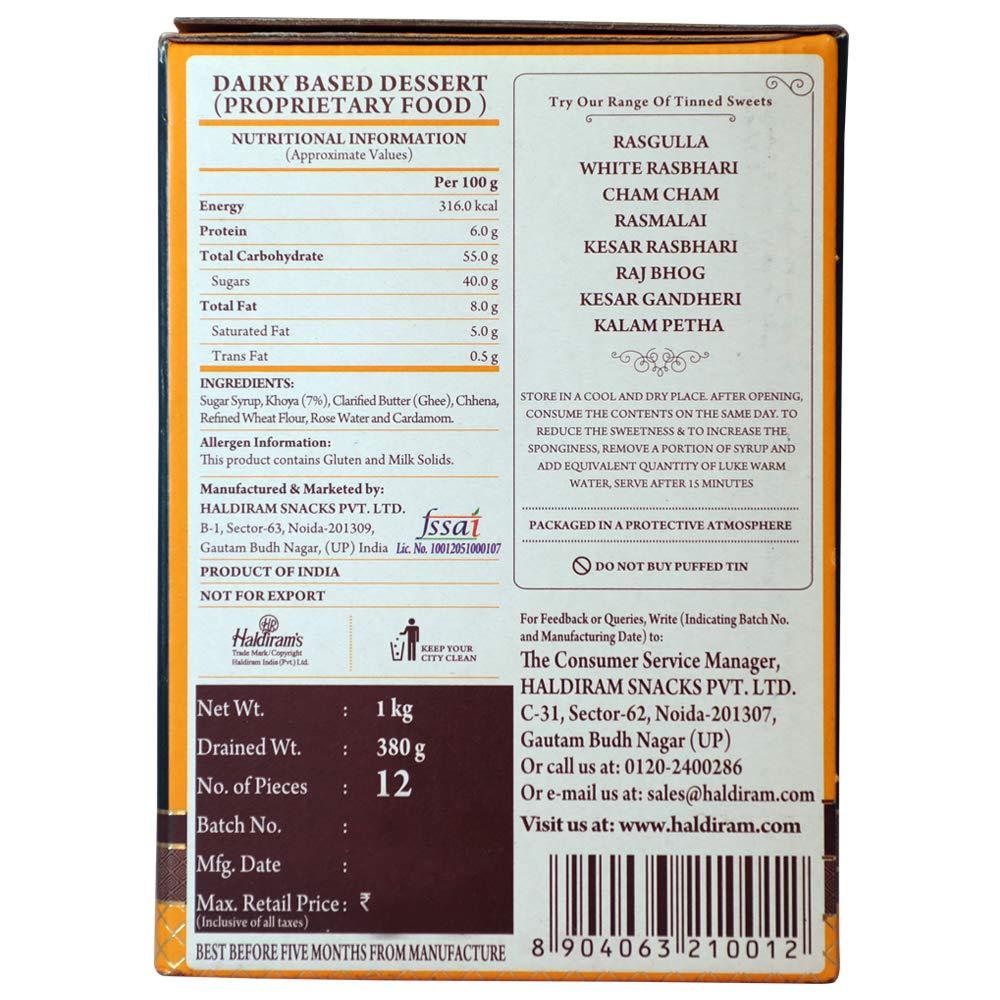 DAIRY BASED DESSERT
(PROPRIETARY FOOD )
NUTRITIONAL INFORMATION
(Approximate Values)
Per 100 g
Energy 316.0 kcal
Protein 6.0 g
Total Carbohydrate 55.0 g
Sugars 40.0 g
Total Fat 8.0 g
Saturated Fat 5.0 g
Trans Fat 0.5 g
INGREDIENTS:
Sugar Syrup, Khoya (7%), Clarified Butter (Ghee), Chhena,
Refined Wheat Flour, Rose Water and Cardamom.
Allergen Information:
This product contains Gluten and Milk Solids.
Manufactured & Marketed by:
HALDIRAM SNACKS PVT. LTD.
B-1, Sector-63, Noida-201309,
Gautam Budh Nagar, (UP) India
fssai
Lic. No. 10012051000107
PRODUCT OF INDIA
NOT FOR EXPORT
HR
Haldiram's
Trade Mark/Copyright
Haldiram India (Pvt.) Ltd.
KEEP YOUR
CITY CLEAN
Net Wt. : 1 kg
Drained Wt. : 380 g
No. of Pieces : 12
Batch No. :
Mfg. Date :
Max. Retail Price : ₹
(Inclusive of all taxes)
BEST BEFORE FIVE MONTHS FROM MANUFACTURE
Try Our Range Of Tinned Sweets
RASGULLA
WHITE RASBHARI
CHAM CHAM
RASMALAI
KESAR RASBHARI
RAJ BHOG
KESAR GANDHERI
KALAM PETHA
STORE IN A COOL AND DRY PLACE. AFTER OPENING,
CONSUME THE CONTENTS ON THE SAME DAY. TO
REDUCE THE SWEETNESS & TO INCREASE THE
SPONGINESS, REMOVE A PORTION OF SYRUP AND
ADD EQUIVALENT QUANTITY OF LUKE WARM
WATER, SERVE AFTER 15 MINUTES
PACKAGED IN A PROTECTIVE ATMOSPHERE
DO NOT BUY PUFFED TIN
For Feedback or Queries, Write (Indicating Batch No.
and Manufacturing Date) to:
The Consumer Service Manager,
HALDIRAM SNACKS PVT. LTD.
C-31, Sector-62, Noida-201307,
Gautam Budh Nagar (UP)
Or call us at: 0120-2400286
Or e-mail us at: sales@haldiram.com
Visit us at: www.haldiram.com
8 904063 210012